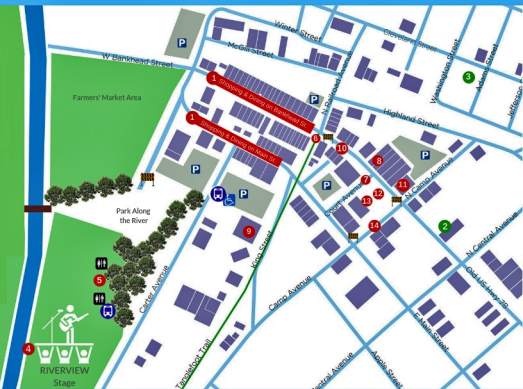 Winter Street
Cleveland Street
McGill Street
W Bankhead Street
P
N Railroad Avenue
Washington Street
Adams Street
Jefferson
3
1
Shopping & Dining on Bankhead St.
Farmers' Market Area
P
Highland Street
1
Shopping & Dining on Main St.
6
10
P
8
P
P
7
11
12
13
Court Avenue
N Camp Avenue
Park Along
the River
P
14
2
9
N Central Avenue
King Street
Old US Hwy 78
5
Carter Avenue
Camp Avenue
E Main Street
4
RIVERVIEW
Stage
Tanglefoot Trail
Central Avenue
Apple Street